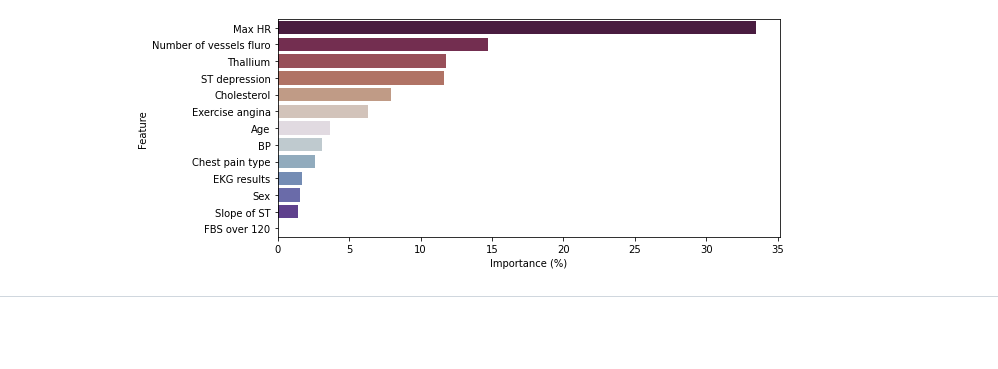 Max HR
Number of vessels fluro
Thallium
ST depression
Cholesterol
Exercise angina
Age
BP
Chest pain type
EKG results
Sex
Slope of ST
FBS over 120
Feature
0 5 10 15 20 25 30 35
Importance (%)